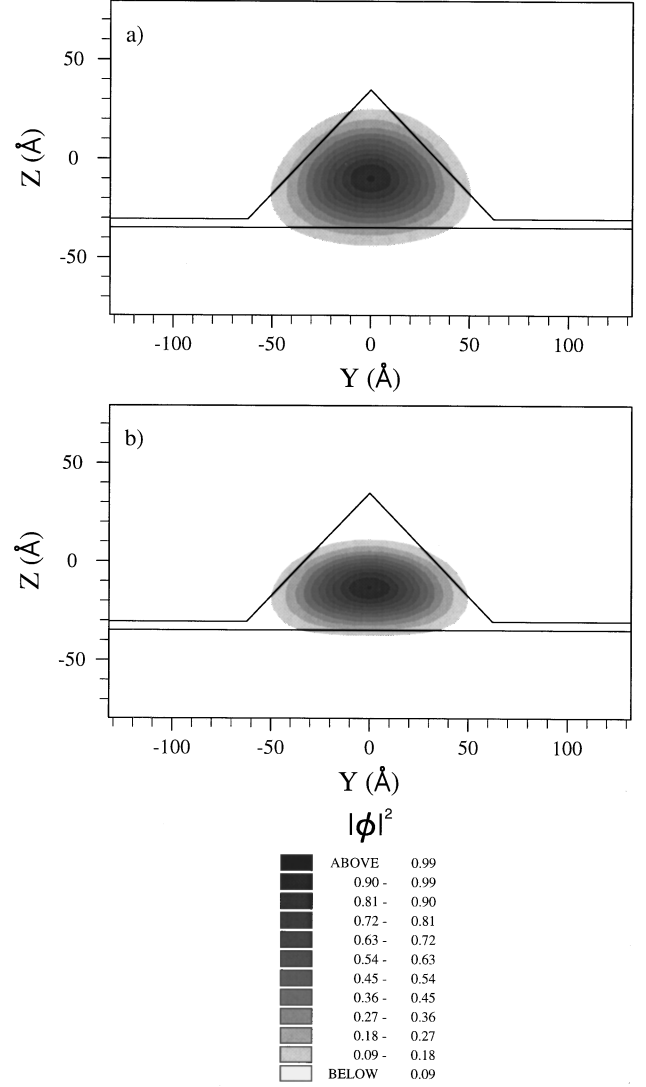 a)
50
0
-50
Z (Å)
-100 -50 0 50 100
Y (Å)
b)
50
0
-50
Z (Å)
-100 -50 0 50 100
Y (Å)
|ϕ|²
ABOVE 0.99
0.90 - 0.99
0.81 - 0.90
0.72 - 0.81
0.63 - 0.72
0.54 - 0.63
0.45 - 0.54
0.36 - 0.45
0.27 - 0.36
0.18 - 0.27
0.09 - 0.18
BELOW 0.09